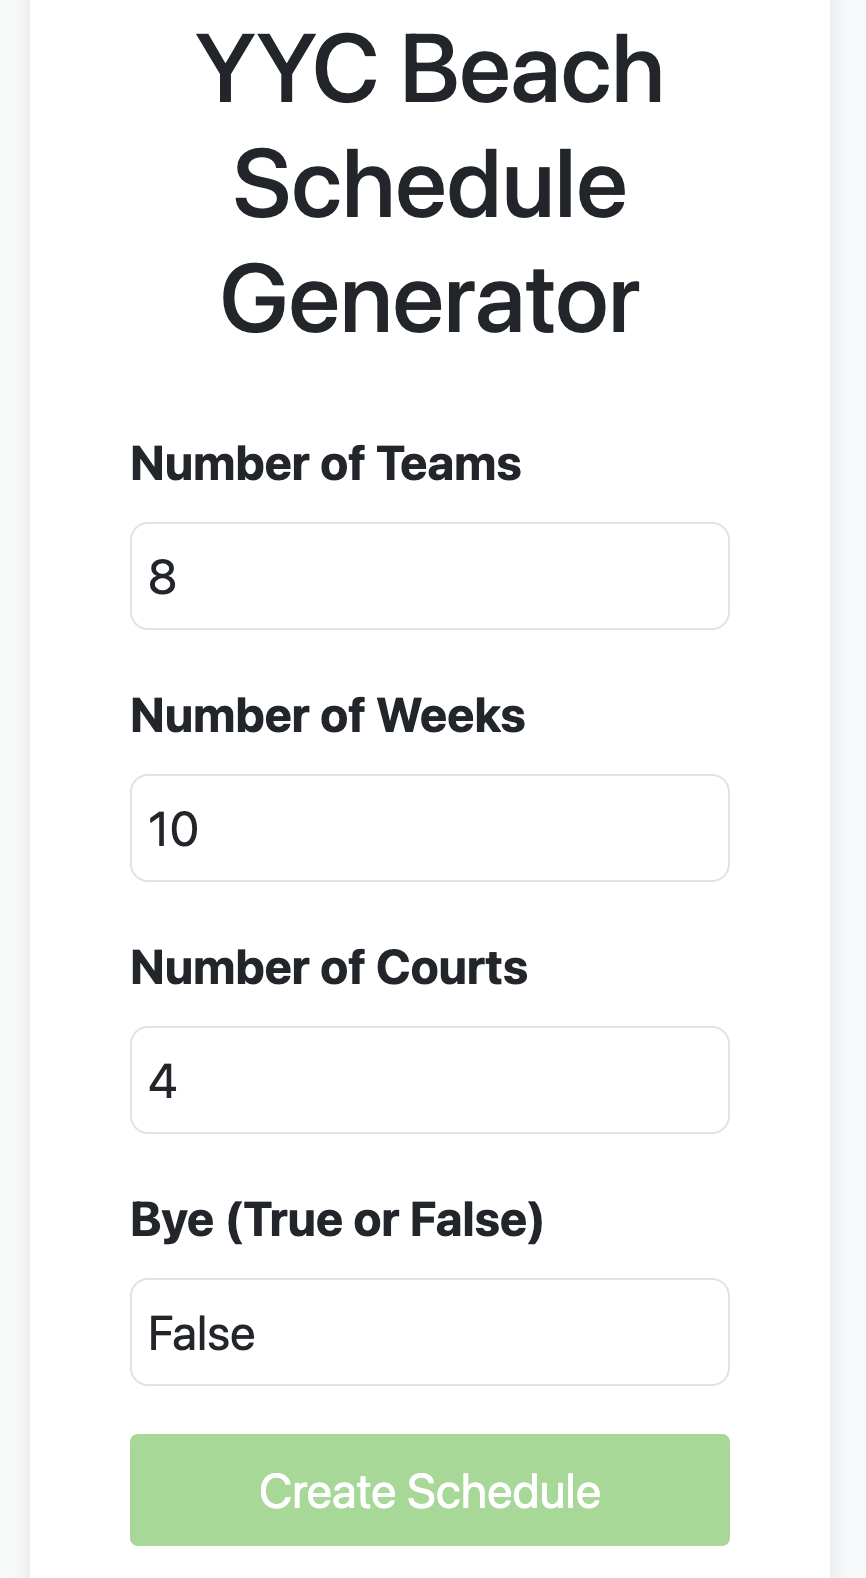 YYC Beach
Schedule
Generator
Number of Teams
8
Number of Weeks
10
Number of Courts
4
Bye (True or False)
False
Create Schedule